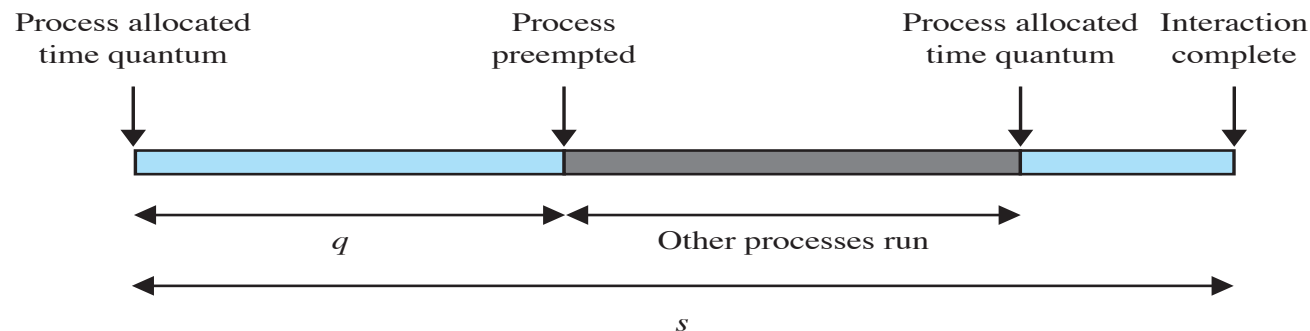 Process allocated
time quantum
Process
preempted
Process allocated
time quantum
Interaction
complete
q
Other processes run
s